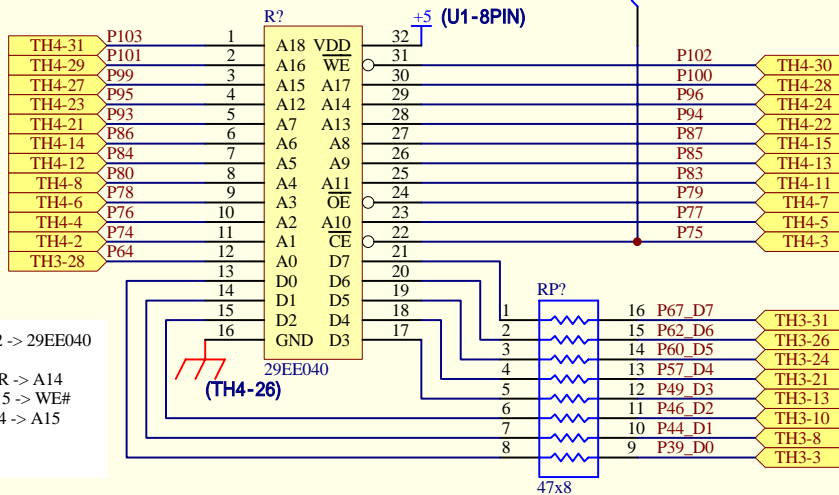 R?
+5 (U1-8PIN)
TH4-31 P103 1 A18 VDD 32
TH4-29 P101 2 A16 WE 31 P102 TH4-30
TH4-27 P99 3 A15 A17 30 P100 TH4-28
TH4-23 P95 4 A12 A14 29 P96 TH4-24
TH4-21 P93 5 A7 A13 28 P94 TH4-22
TH4-14 P86 6 A6 A8 27 P87 TH4-15
TH4-12 P84 7 A5 A9 26 P85 TH4-13
TH4-8 P80 8 A4 A11 25 P83 TH4-11
TH4-6 P78 9 A3 OE 24 P79 TH4-7
TH4-4 P76 10 A2 A10 23 P77 TH4-5
TH4-2 P74 11 A1 CE 22 P75 TH4-3
TH3-28 P64 12 A0 D7 21
13 D0 D6 20
14 D1 D5 19
15 D2 D4 18
16 GND D3 17
29EE040
(TH4-26)
RP?
1 16 P67_D7 TH3-31
2 15 P62_D6 TH3-26
3 14 P60_D5 TH3-24
4 13 P57_D4 TH3-21
5 12 P49_D3 TH3-13
6 11 P46_D2 TH3-10
7 10 P44_D1 TH3-8
8 9 P39_D0 TH3-3
47x8
-> 29EE040
R -> A14
5 -> WE#
4 -> A15